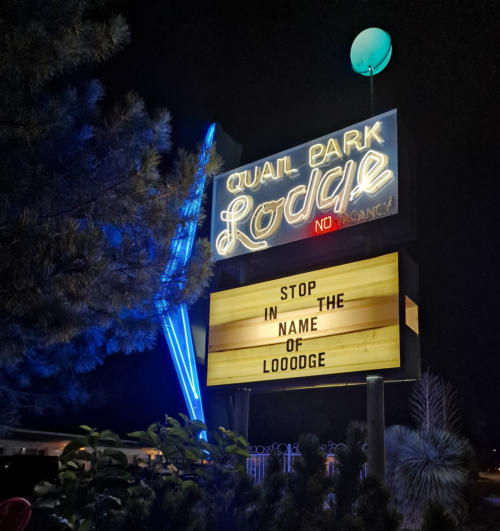 QUAIL PARK
Lodge
NO VACANCY
STOP
IN THE
NAME
OF
LOOODGE